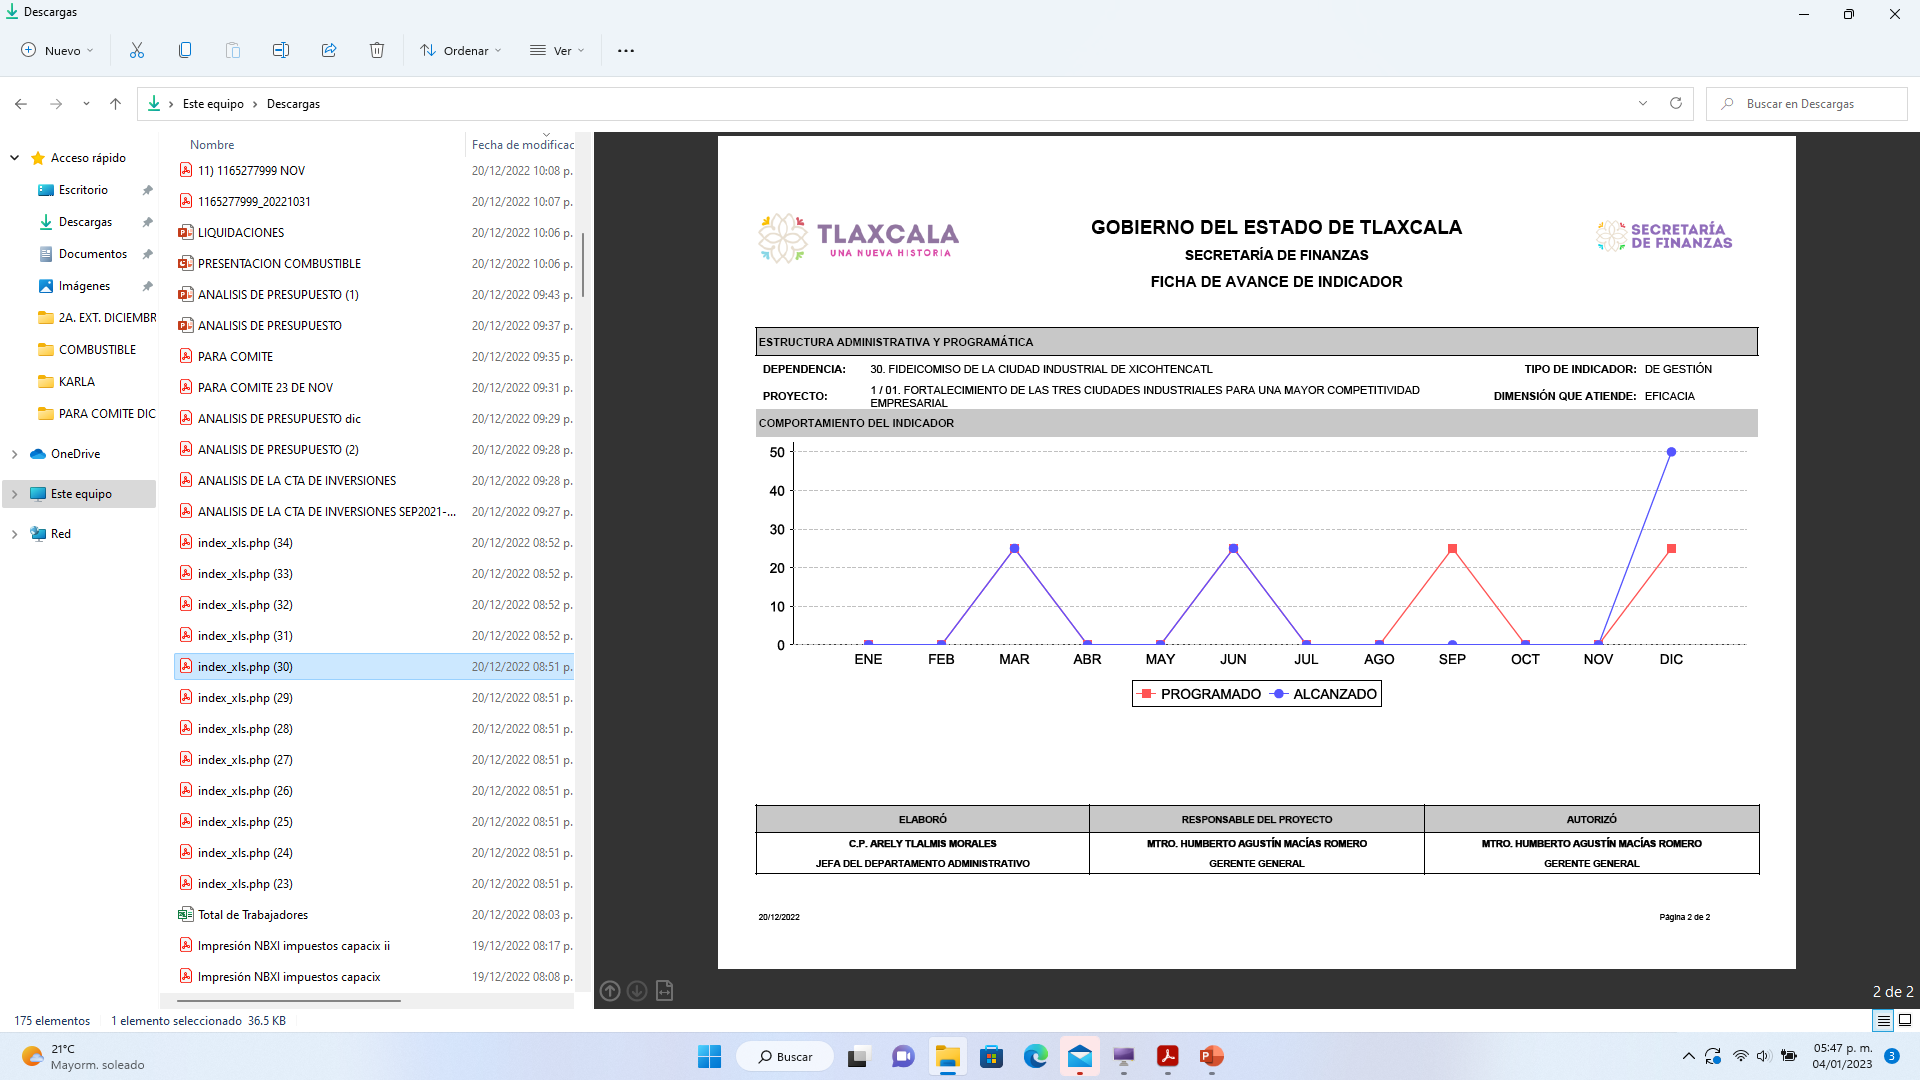 Descargas
Nuevo
Ordenar
Ver
Este equipo
Descargas
Buscar en Descargas
Acceso rápido
Escritorio
Descargas
Documentos
Imágenes
2A. EXT. DICIEMBR
COMBUSTIBLE
KARLA
PARA COMITE DIC
OneDrive
Este equipo
Red
Nombre Fecha de modificac
11) 1165277999 NOV 20/12/2022 10:08 p.
1165277999_20221031 20/12/2022 10:07 p.
LIQUIDACIONES 20/12/2022 10:06 p.
PRESENTACION COMBUSTIBLE 20/12/2022 10:06 p.
ANALISIS DE PRESUPUESTO (1) 20/12/2022 09:43 p.
ANALISIS DE PRESUPUESTO 20/12/2022 09:37 p.
PARA COMITE 20/12/2022 09:35 p.
PARA COMITE 23 DE NOV 20/12/2022 09:31 p.
ANALISIS DE PRESUPUESTO dic 20/12/2022 09:29 p.
ANALISIS DE PRESUPUESTO (2) 20/12/2022 09:28 p.
ANALISIS DE LA CTA DE INVERSIONES 20/12/2022 09:28 p.
ANALISIS DE LA CTA DE INVERSIONES SEP2021-... 20/12/2022 09:27 p.
index_xls.php (34) 20/12/2022 08:52 p.
index_xls.php (33) 20/12/2022 08:52 p.
index_xls.php (32) 20/12/2022 08:52 p.
index_xls.php (31) 20/12/2022 08:52 p.
index_xls.php (30) 20/12/2022 08:51 p.
index_xls.php (29) 20/12/2022 08:51 p.
index_xls.php (28) 20/12/2022 08:51 p.
index_xls.php (27) 20/12/2022 08:51 p.
index_xls.php (26) 20/12/2022 08:51 p.
index_xls.php (25) 20/12/2022 08:51 p.
index_xls.php (24) 20/12/2022 08:51 p.
index_xls.php (23) 20/12/2022 08:51 p.
Total de Trabajadores 20/12/2022 08:03 p.
Impresión NBXI impuestos capacix ii 19/12/2022 08:17 p.
Impresión NBXI impuestos capacix 19/12/2022 08:08 p.
TLAXCALA
UNA NUEVA HISTORIA
GOBIERNO DEL ESTADO DE TLAXCALA
SECRETARÍA DE FINANZAS
FICHA DE AVANCE DE INDICADOR
SECRETARÍA
DE FINANZAS
ESTRUCTURA ADMINISTRATIVA Y PROGRAMÁTICA
DEPENDENCIA: 30. FIDEICOMISO DE LA CIUDAD INDUSTRIAL DE XICOHTENCATL TIPO DE INDICADOR: DE GESTIÓN
PROYECTO: 1 / 01. FORTALECIMIENTO DE LAS TRES CIUDADES INDUSTRIALES PARA UNA MAYOR COMPETITIVIDAD
EMPRESARIAL DIMENSIÓN QUE ATIENDE: EFICACIA
COMPORTAMIENTO DEL INDICADOR
50
40
30
20
10
0
ENE FEB MAR ABR MAY JUN JUL AGO SEP OCT NOV DIC
PROGRAMADO ALCANZADO
ELABORÓ RESPONSABLE DEL PROYECTO AUTORIZÓ
C.P. ARELY TLALMIS MORALES MTRO. HUMBERTO AGUSTÍN MACÍAS ROMERO MTRO. HUMBERTO AGUSTÍN MACÍAS ROMERO
JEFA DEL DEPARTAMENTO ADMINISTRATIVO GERENTE GENERAL GERENTE GENERAL
20/12/2022 Página 2 de 2
2 de 2
175 elementos 1 elemento seleccionado 36.5 KB
21°C
Mayorm. soleado
Buscar
05:47 p. m.
04/01/2023
3